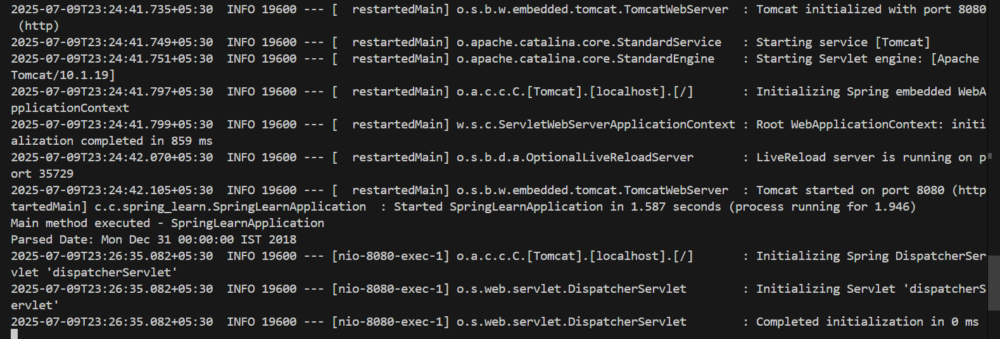 2025-07-09T23:24:41.735+05:30  INFO 19600 --- [  restartedMain] o.s.b.w.embedded.tomcat.TomcatWebServer  : Tomcat initialized with port 8080
 (http)
2025-07-09T23:24:41.749+05:30  INFO 19600 --- [  restartedMain] o.apache.catalina.core.StandardService   : Starting service [Tomcat]
2025-07-09T23:24:41.751+05:30  INFO 19600 --- [  restartedMain] o.apache.catalina.core.StandardEngine    : Starting Servlet engine: [Apache
Tomcat/10.1.19]
2025-07-09T23:24:41.797+05:30  INFO 19600 --- [  restartedMain] o.a.c.c.C.[Tomcat].[localhost].[/]       : Initializing Spring embedded WebA
pplicationContext
2025-07-09T23:24:41.799+05:30  INFO 19600 --- [  restartedMain] w.s.c.ServletWebServerApplicationContext : Root WebApplicationContext: initi
alization completed in 859 ms
2025-07-09T23:24:42.070+05:30  INFO 19600 --- [  restartedMain] o.s.b.d.a.OptionalLiveReloadServer       : LiveReload server is running on p
ort 35729
2025-07-09T23:24:42.105+05:30  INFO 19600 --- [  restartedMain] o.s.b.w.embedded.tomcat.TomcatWebServer  : Tomcat started on port 8080 (http
tartedMain] c.c.spring_learn.SpringLearnApplication  : Started SpringLearnApplication in 1.587 seconds (process running for 1.946)
Main method executed - SpringLearnApplication
Parsed Date: Mon Dec 31 00:00:00 IST 2018
2025-07-09T23:26:35.082+05:30  INFO 19600 --- [nio-8080-exec-1] o.a.c.c.C.[Tomcat].[localhost].[/]       : Initializing Spring DispatcherSer
vlet 'dispatcherServlet'
2025-07-09T23:26:35.082+05:30  INFO 19600 --- [nio-8080-exec-1] o.s.web.servlet.DispatcherServlet        : Initializing Servlet 'dispatcherS
ervlet'
2025-07-09T23:26:35.082+05:30  INFO 19600 --- [nio-8080-exec-1] o.s.web.servlet.DispatcherServlet        : Completed initialization in 0 ms